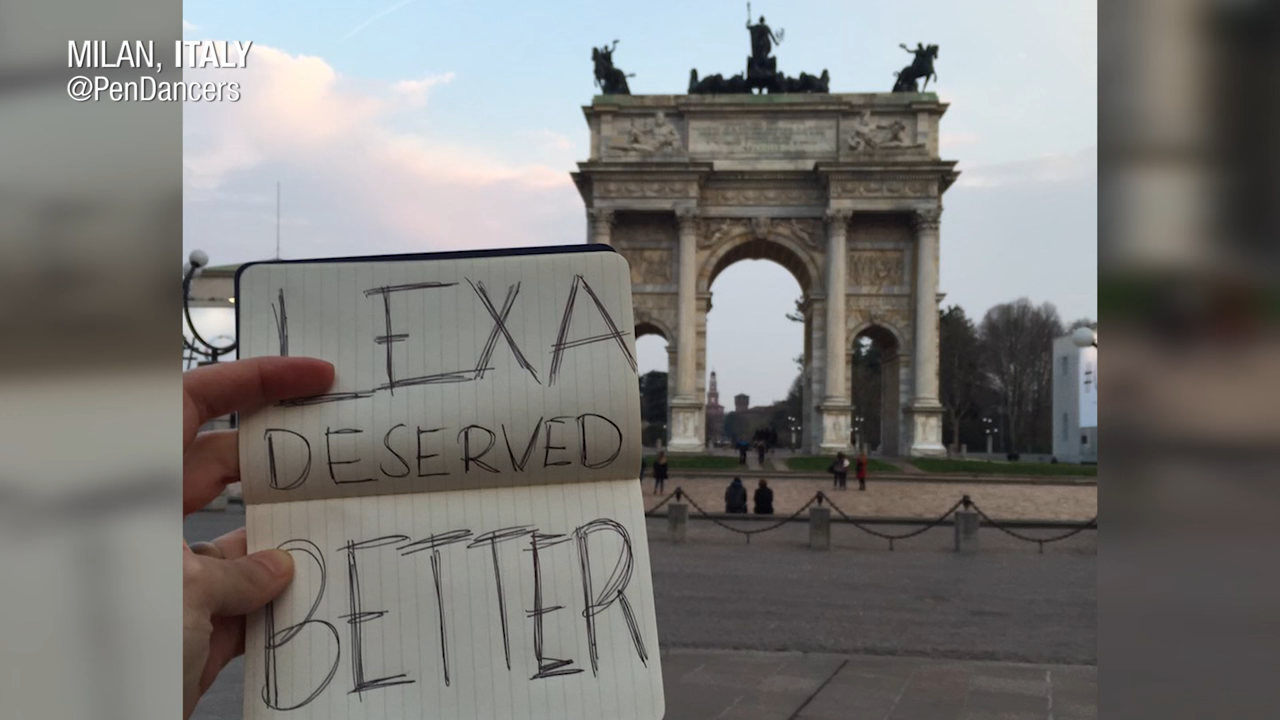 MILAN, ITALY
@PenDancers
LEXA
DESERVED
BETTER